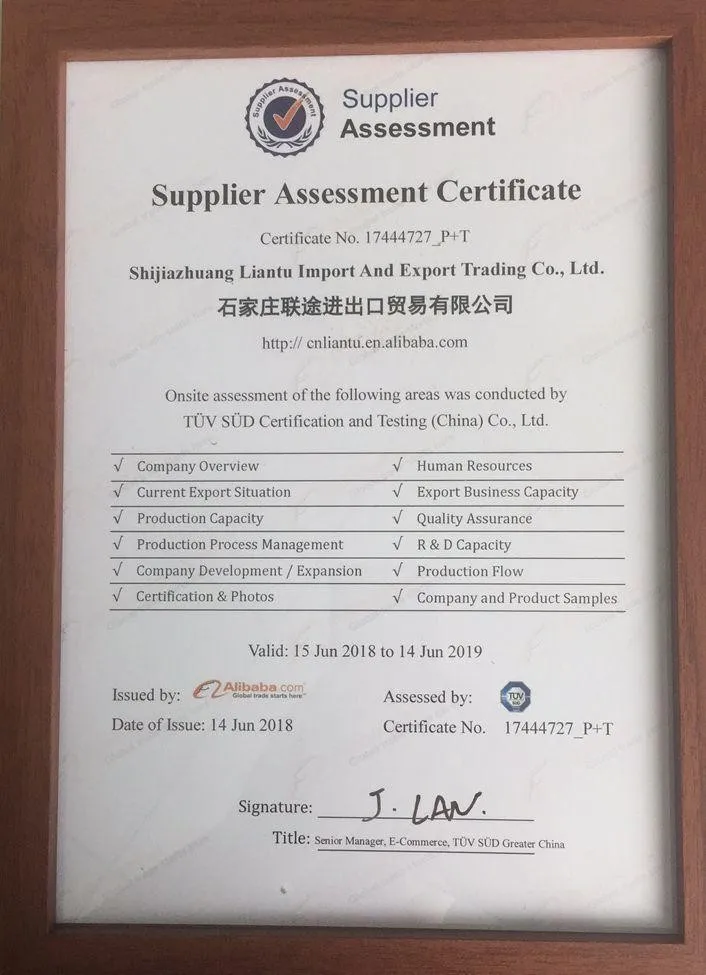 Supplier Assessment
Supplier
Assessment
Supplier Assessment Certificate
Certificate No. 17444727_P+T
Shijiazhuang Liantu Import And Export Trading Co., Ltd.
石家庄联途进出口贸易有限公司
http:// cnliantu.en.alibaba.com
Onsite assessment of the following areas was conducted by
TÜV SÜD Certification and Testing (China) Co., Ltd.
√ Company Overview √ Human Resources
√ Current Export Situation √ Export Business Capacity
√ Production Capacity √ Quality Assurance
√ Production Process Management √ R & D Capacity
√ Company Development / Expansion √ Production Flow
√ Certification & Photos √ Company and Product Samples
Valid: 15 Jun 2018 to 14 Jun 2019
Issued by: Alibaba.com Assessed by: TÜV
Global trade starts here.™ SÜD
Date of Issue: 14 Jun 2018 Certificate No. 17444727_P+T
Signature: J. LAN.
Title: Senior Manager, E-Commerce, TÜV SÜD Greater China